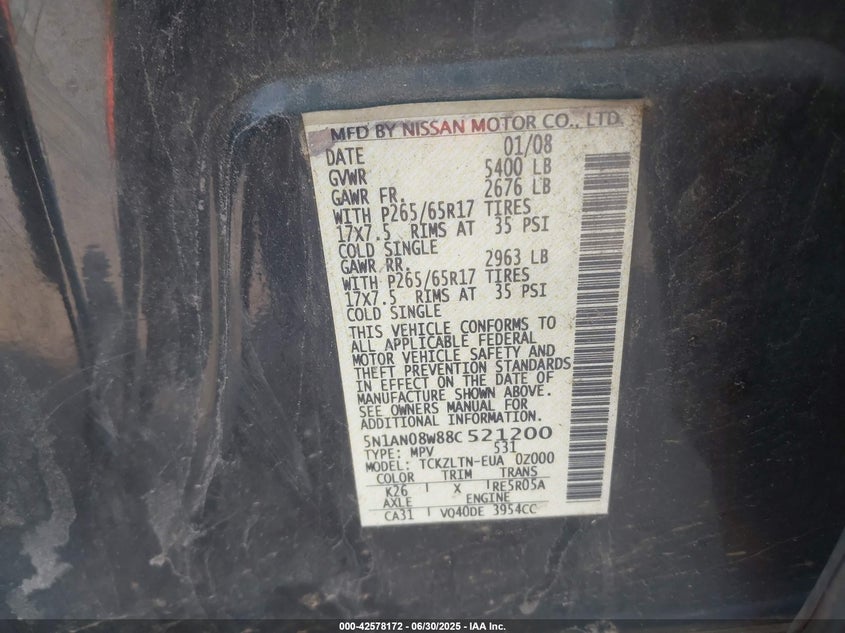 MFD BY NISSAN MOTOR CO., LTD.
DATE 01/08
GVWR 5400 LB
GAWR FR. 2676 LB
WITH P265/65R17 TIRES
17X7.5 RIMS AT 35 PSI
COLD SINGLE
GAWR RR. 2963 LB
WITH P265/65R17 TIRES
17X7.5 RIMS AT 35 PSI
COLD SINGLE
THIS VEHICLE CONFORMS TO
ALL APPLICABLE FEDERAL
MOTOR VEHICLE SAFETY AND
THEFT PREVENTION STANDARDS
IN EFFECT ON THE DATE OF
MANUFACTURE SHOWN ABOVE.
SEE OWNERS MANUAL FOR
ADDITIONAL INFORMATION.
5N1AN08W88C521200
TYPE: MPV 531
MODEL: TCKZLTN-EUA 0Z000
COLOR TRIM TRANS
K26 X RE5R05A
AXLE ENGINE
CA31 VQ40DE 3954CC
000-42578172 - 06/30/2025 - IAA Inc.